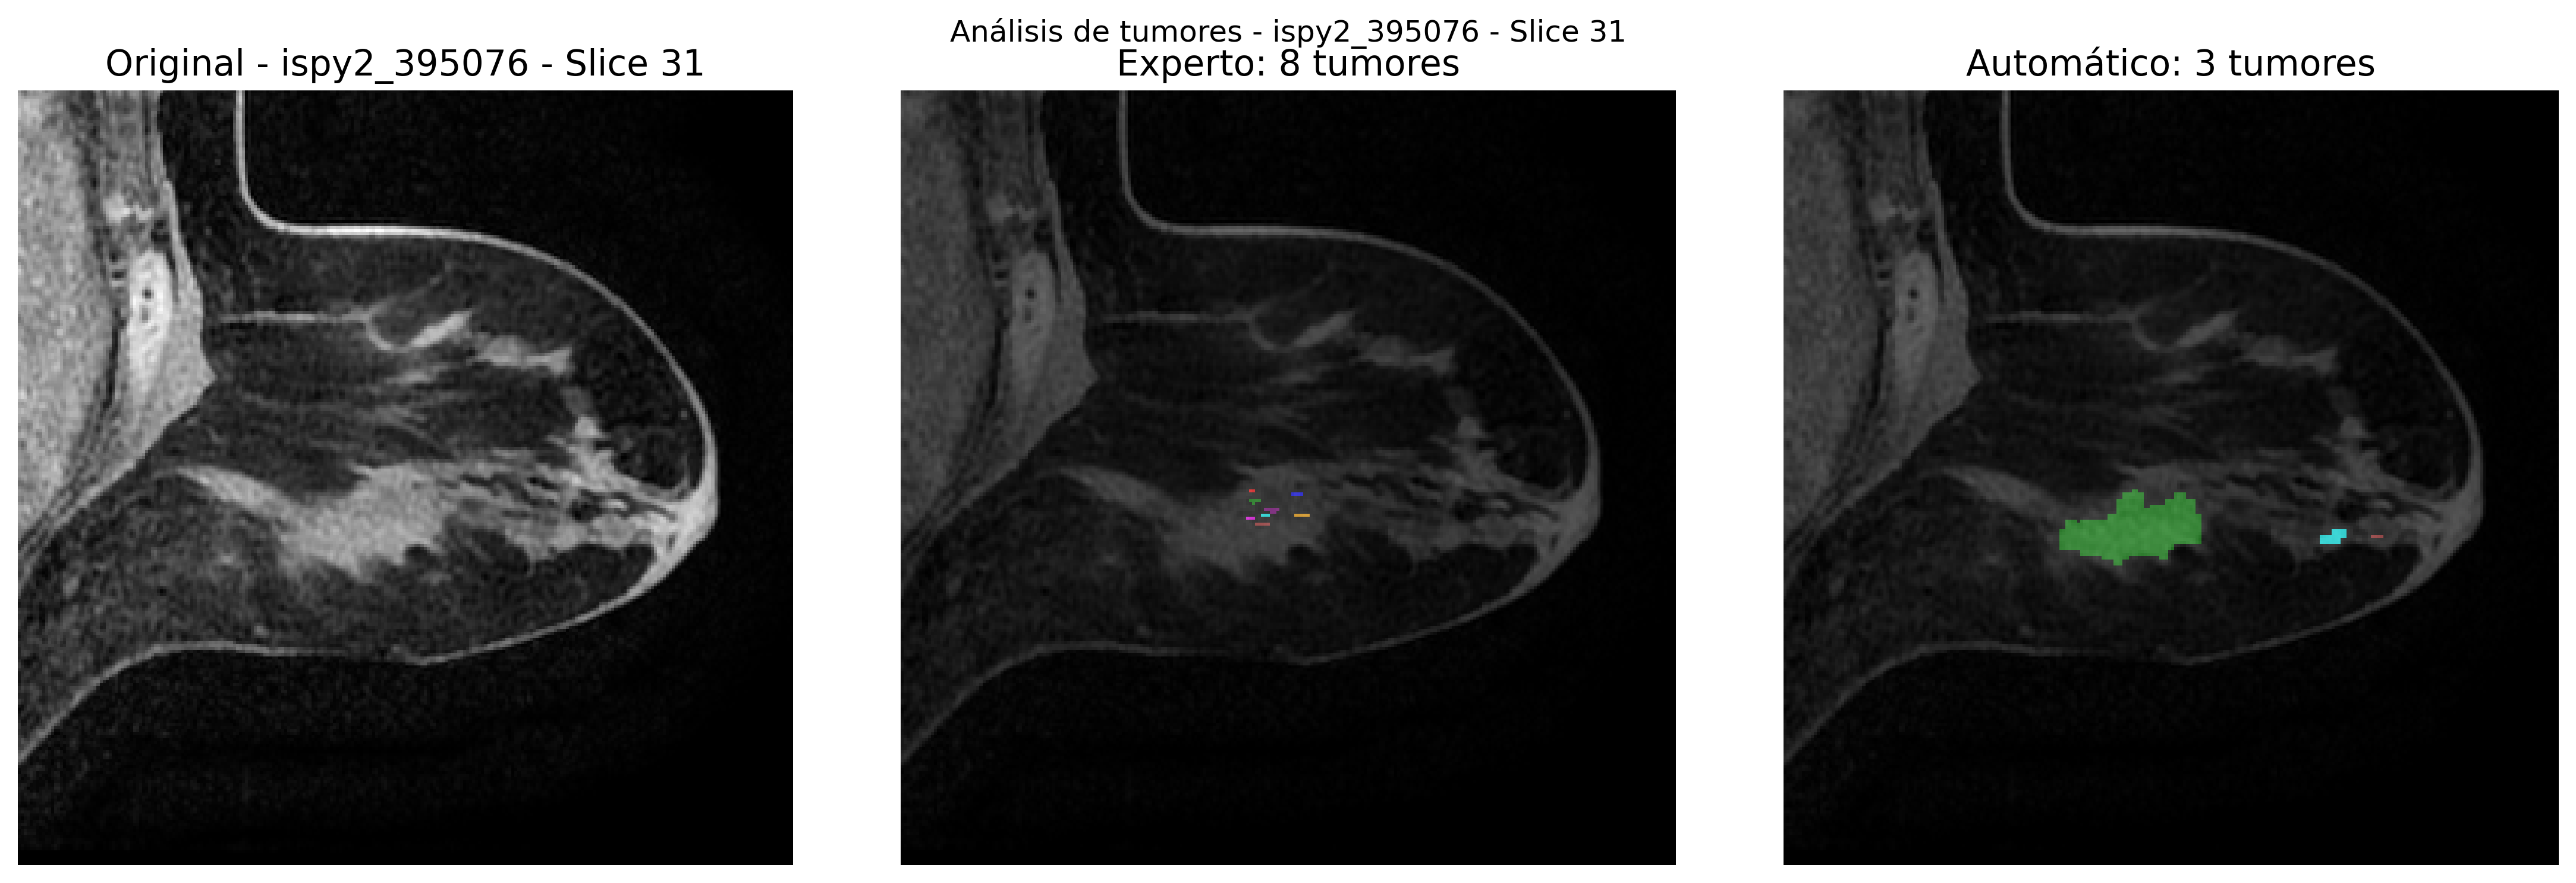 Análisis de tumores - ispy2_395076 - Slice 31
Original - ispy2_395076 - Slice 31
Experto: 8 tumores
Automático: 3 tumores